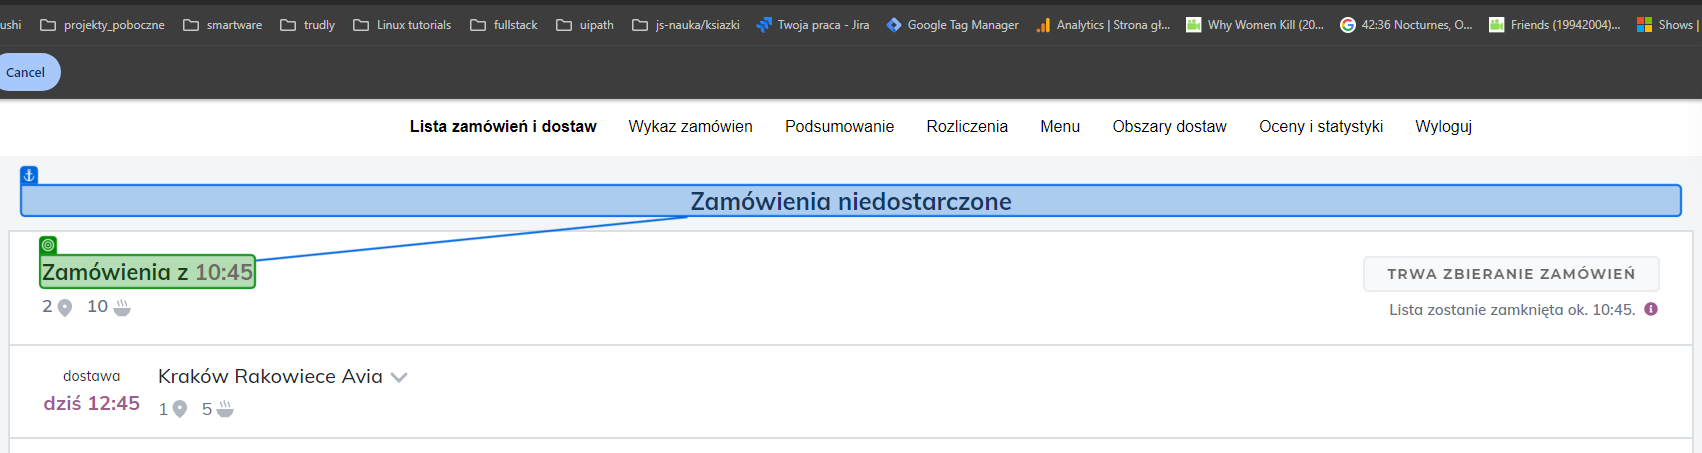 ushi projekty_poboczne smartware trudly Linux tutorials fullstack uipath js-nauka/ksiazki Twoja praca - Jira Google Tag Manager Analytics | Strona gł... Why Women Kill (20... 42:36 Nocturnes, O... Friends (19942004)... Shows |
Cancel
Lista zamówień i dostaw Wykaz zamówien Podsumowanie Rozliczenia Menu Obszary dostaw Oceny i statystyki Wyloguj
Zamówienia niedostarczone
Zamówienia z 10:45
TRWA ZBIERANIE ZAMÓWIEŃ
2 10
Lista zostanie zamknięta ok. 10:45.
dostawa
Kraków Rakowiece Avia
dziś 12:45
1 5